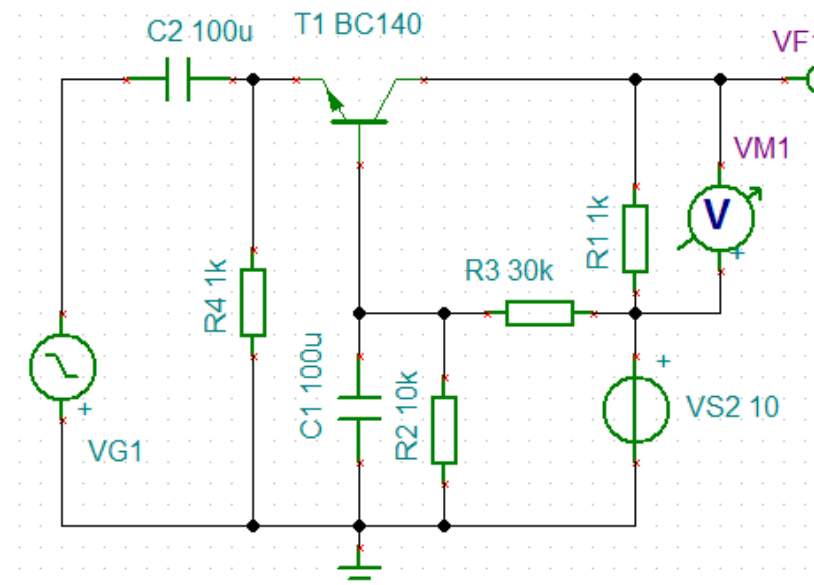 C2 100u
T1 BC140
VF1
VM1
V
+
R1 1k
R3 30k
R4 1k
C1 100u
R2 10k
+
VS2 10
+
VG1